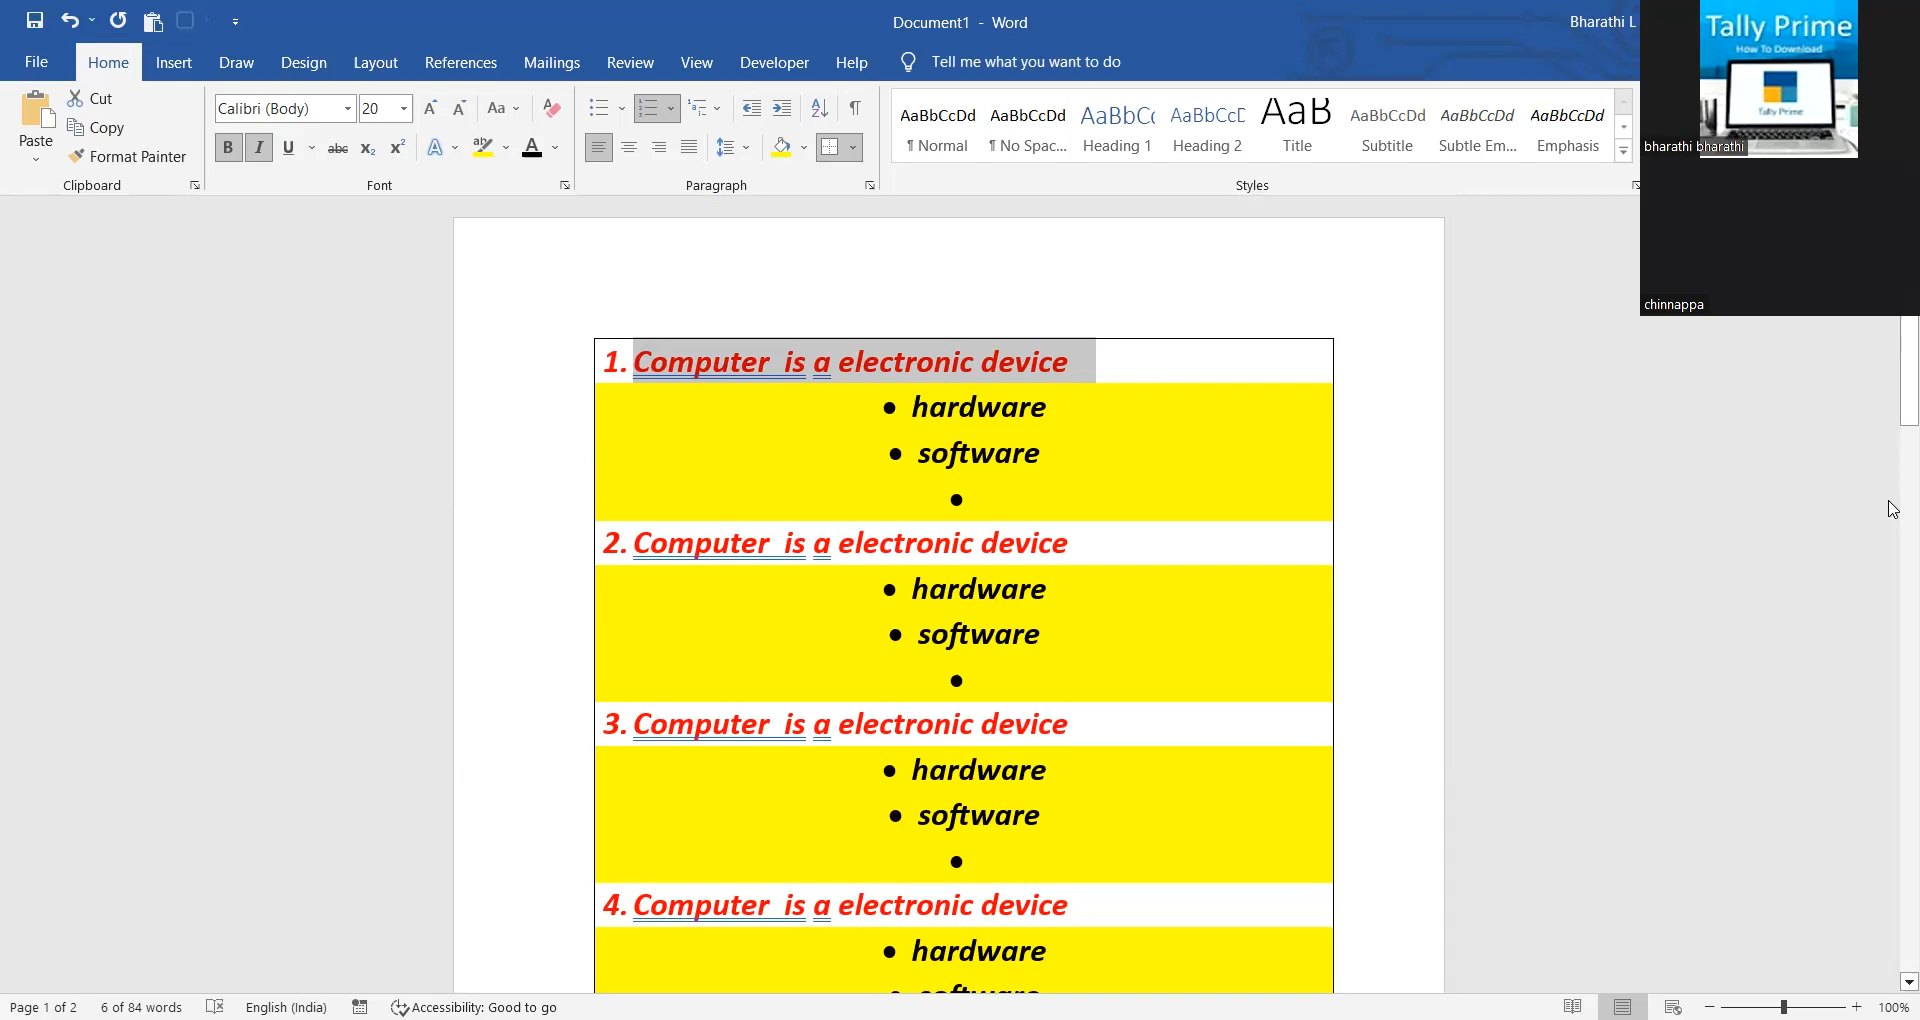 Document1 - Word
Bharathi L
File Home Insert Draw Design Layout References Mailings Review View Developer Help Tell me what you want to do
Cut
Copy
Format Painter
Paste
Clipboard
Calibri (Body) 20
Font
Paragraph
AaBbCcDd AaBbCcDd AaBbCc AaBbCcD AaB AaBbCcDd AaBbCcDd AaBbCcDd
¶ Normal ¶ No Spac... Heading 1 Heading 2 Title Subtitle Subtle Em... Emphasis
Styles
Tally Prime
How To Download
Tally Prime
bharathi bharathi
chinnappa
1. Computer is a electronic device
• hardware
• software
•
2. Computer is a electronic device
• hardware
• software
•
3. Computer is a electronic device
• hardware
• software
•
4. Computer is a electronic device
• hardware
• software
Page 1 of 2 6 of 84 words English (India) Accessibility: Good to go 100%